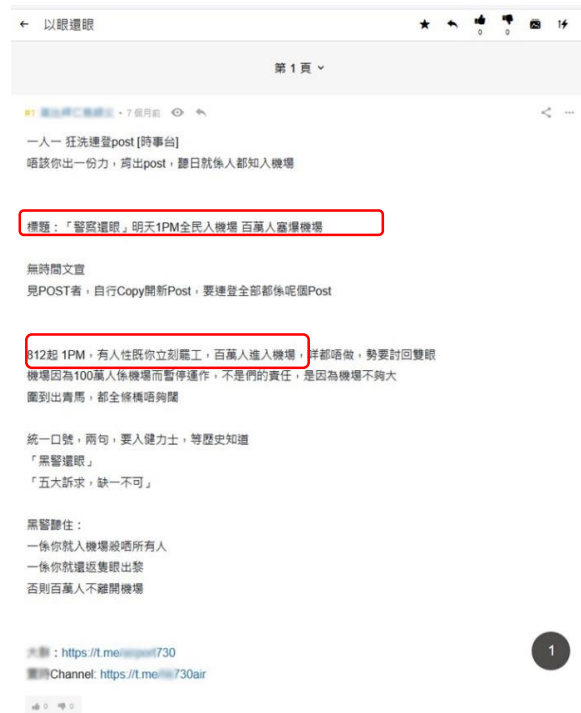 ← 以眼還眼
0 0
第 1 頁
#1 • 7 個月前
一人一 狂洗連登post [時事台]
唔該你出一份力，肯出post，聽日就係人都知入機場
標題：「警察還眼」明天1PM全民入機場 百萬人塞爆機場
無時間文宣
見POST者，自行Copy開新Post，要連登全部都係呢個Post
812起 1PM，有人性既你立刻罷工，百萬人進入機場，咩都唔做，勢要討回雙眼
機場因為100萬人係機場而暫停運作，不是們的責任，是因為機場不夠大
圍到出青馬，都全條橋唔夠闊
統一口號，兩句，要入健力士，等歷史知道
「黑警還眼」
「五大訴求，缺一不可」
黑警聽住：
一係你就入機場殺哂所有人
一係你就還返隻眼出黎
否則百萬人不離開機場
: https://t.me/ 730
Channel: https://t.me/ 730air
1
0 0